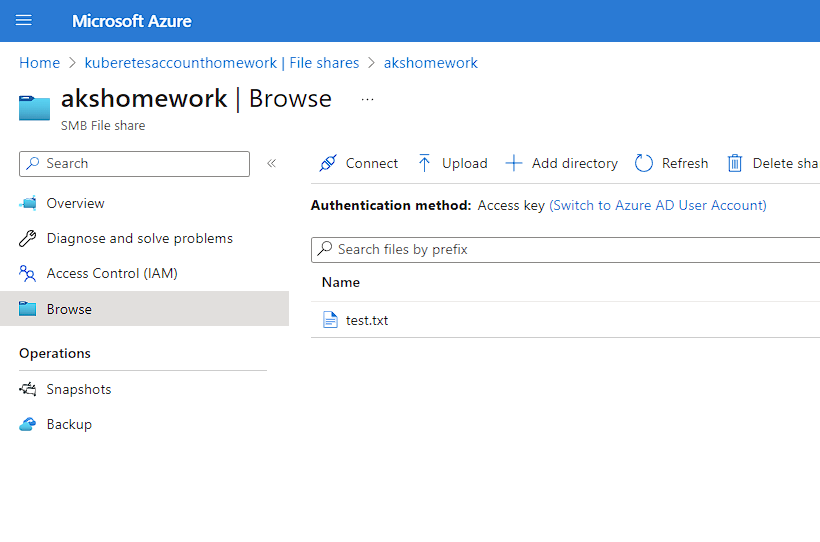 Microsoft Azure
Home > kuberetesaccounthomework | File shares > akshomework
akshomework | Browse ...
SMB File share
Search «
Connect Upload Add directory Refresh Delete sha
Overview
Authentication method: Access key (Switch to Azure AD User Account)
Diagnose and solve problems
Search files by prefix
Access Control (IAM)
Name
Browse
test.txt
Operations
Snapshots
Backup